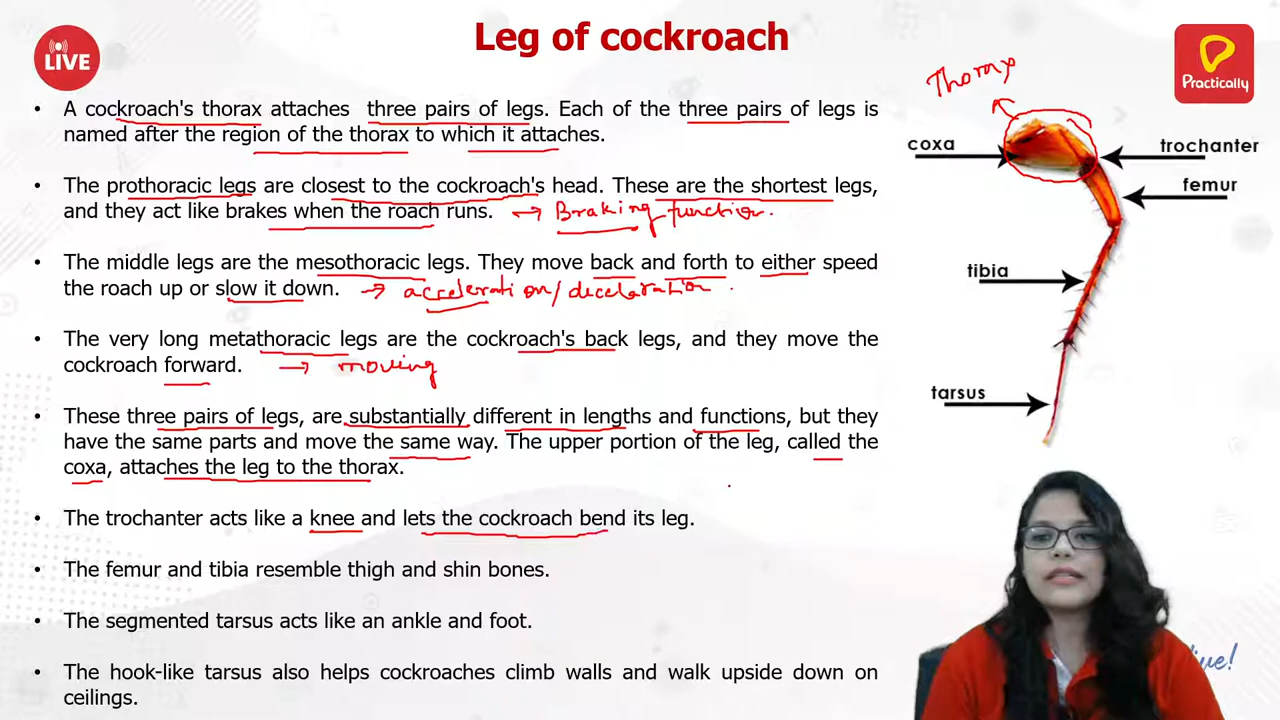 Leg of cockroach
LIVE
Practically
• A cockroach's thorax attaches three pairs of legs. Each of the three pairs of legs is
named after the region of the thorax to which it attaches.
• The prothoracic legs are closest to the cockroach's head. These are the shortest legs,
and they act like brakes when the roach runs. → Braking function.
• The middle legs are the mesothoracic legs. They move back and forth to either speed
the roach up or slow it down. → acceleration/deceleration.
• The very long metathoracic legs are the cockroach's back legs, and they move the
cockroach forward. → moving
• These three pairs of legs, are substantially different in lengths and functions, but they
have the same parts and move the same way. The upper portion of the leg, called the
coxa, attaches the leg to the thorax.
• The trochanter acts like a knee and lets the cockroach bend its leg.
• The femur and tibia resemble thigh and shin bones.
• The segmented tarsus acts like an ankle and foot.
• The hook-like tarsus also helps cockroaches climb walls and walk upside down on
ceilings.
Thorax
coxa
trochanter
femur
tibia
tarsus
live!